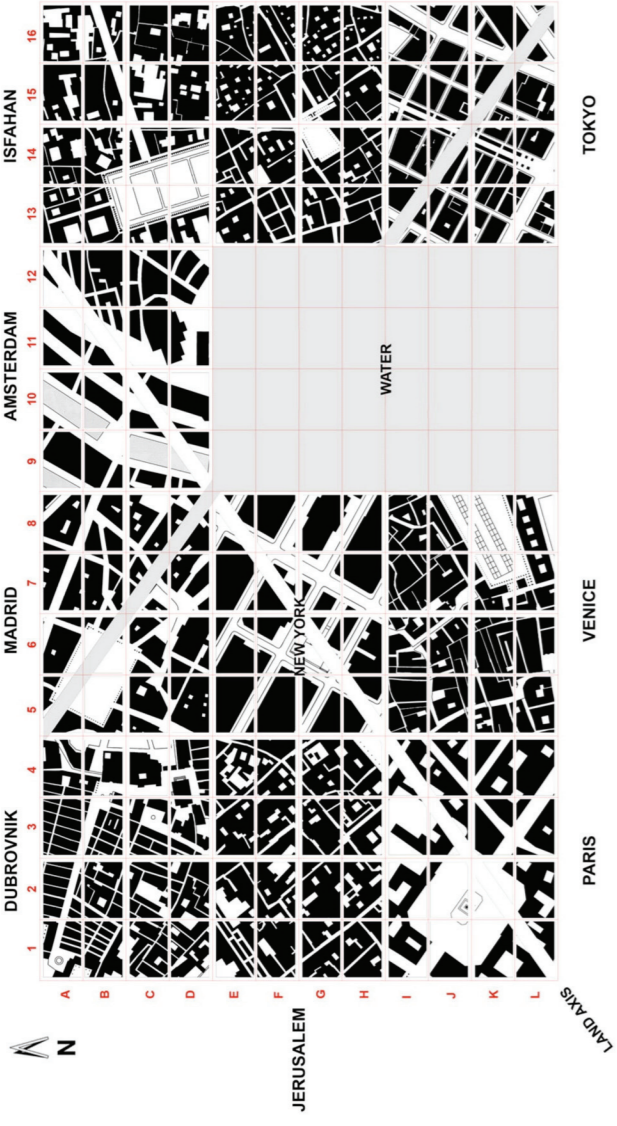 DUBROVNIK MADRID AMSTERDAM ISFAHAN
1 2 3 4 5 6 7 8 9 10 11 12 13 14 15 16
N
A
B
C
D
E
F
G
H
I
J
K
L
JERUSALEM
NEW YORK
WATER
LAND AXIS
PARIS VENICE TOKYO